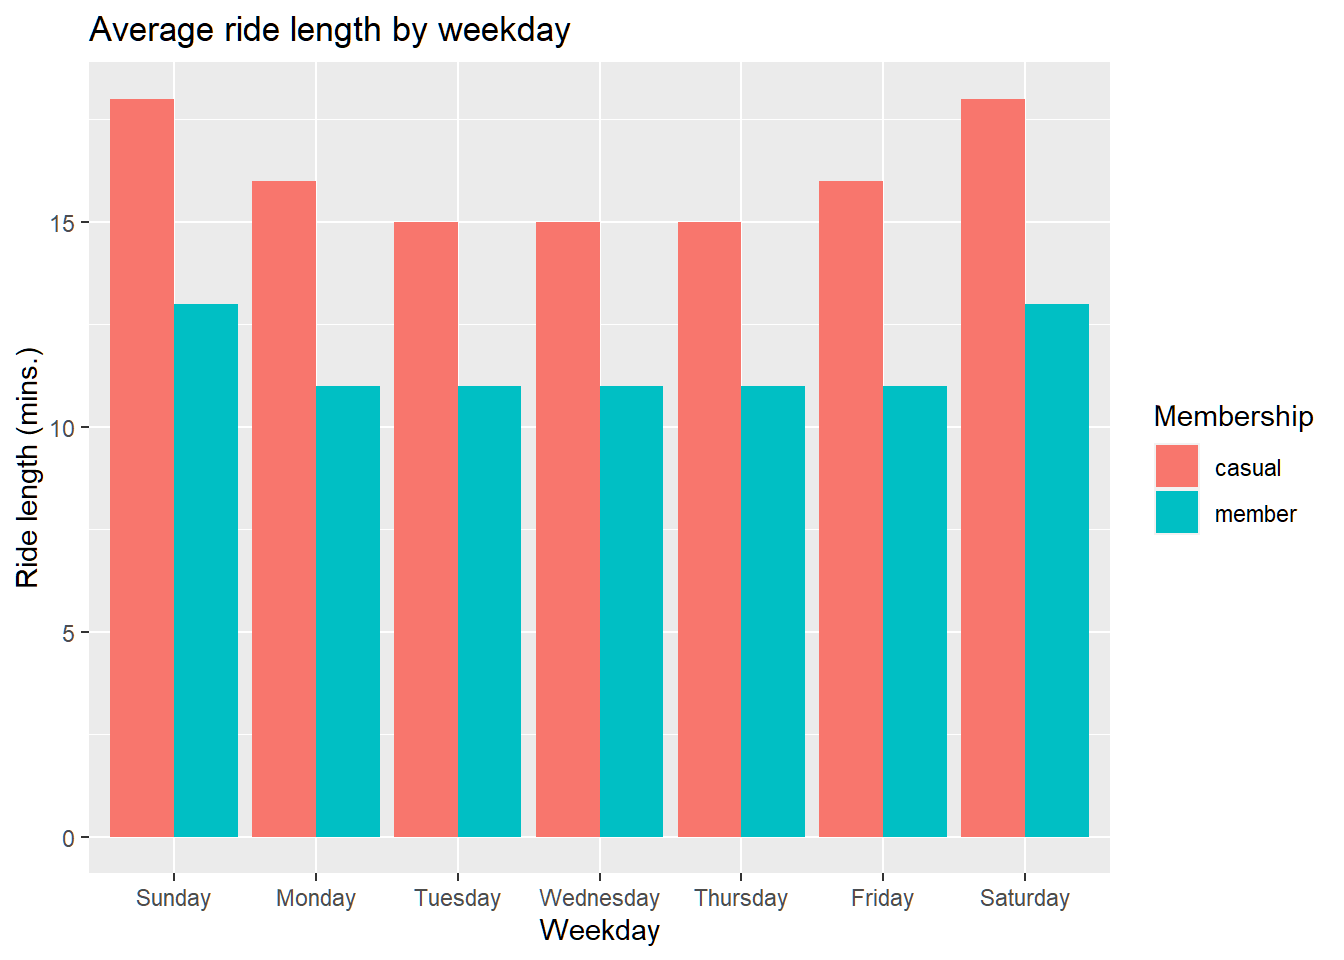 Average ride length by weekday
Ride length (mins.)
15
10
5
0
Sunday Monday Tuesday Wednesday Thursday Friday Saturday
Weekday
Membership
casual
member